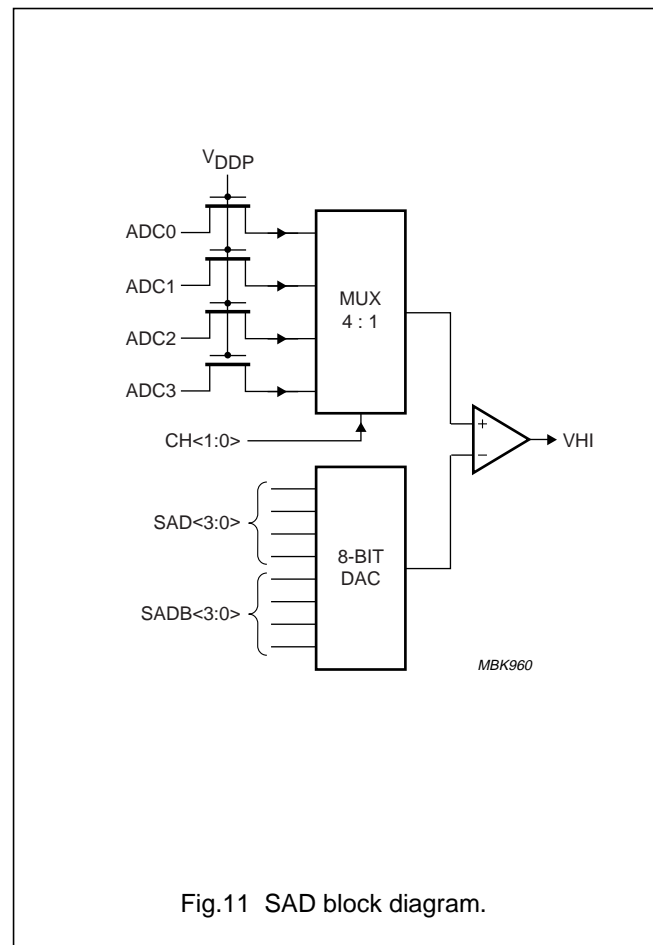 VDDP
ADC0
ADC1
ADC2
ADC3
MUX
4 : 1
CH<1:0>
+
−
VHI
SAD<3:0>
SADB<3:0>
8-BIT
DAC
MBK960
Fig.11 SAD block diagram.